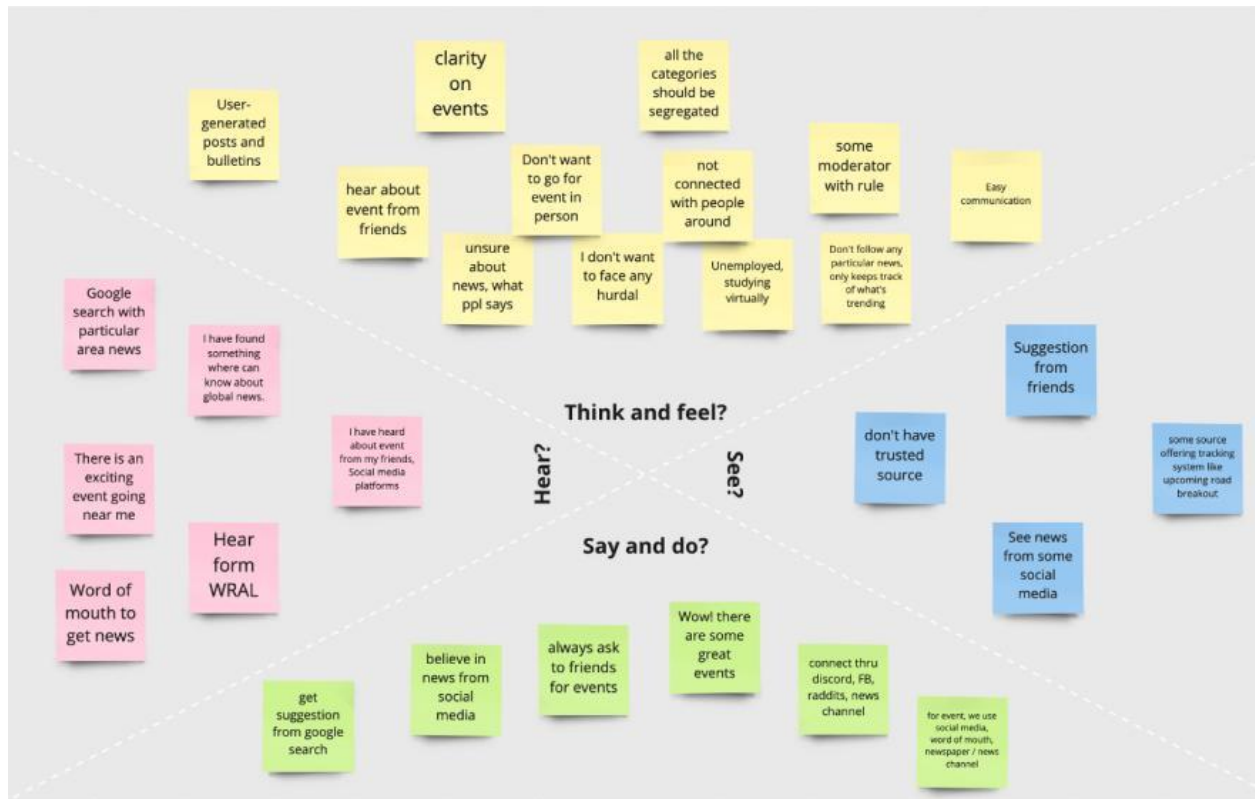 clarity
on
events
all the
categories
should be
segregated
User-
generated
posts and
bulletins
some
moderator
with rule
Don't want
to go for
event in
person
not
connected
with people
around
Easy
communication
hear about
event from
friends
unsure
about
news, what
ppl says
I don't want
to face any
hurdal
Unemployed,
studying
virtually
Don't follow any
particular news,
only keeps track
of what's
trending
Google
search with
particular
area news
I have found
something
where can
know about
global news.
I have heard
about event
from my friends,
Social media
platforms
There is an
exciting
event going
near me
Hear
form
WRAL
Word of
mouth to
get news
Think and feel?
Hear?
See?
Say and do?
Suggestion
from
friends
don't have
trusted
source
some source
offering tracking
system like
upcoming road
breakout
See news
from some
social
media
get
suggestion
from google
search
believe in
news from
social
media
always ask
to friends
for events
Wow! there
are some
great
events
connect thru
discord, FB,
raddits, news
channel
for event, we use
social media,
word of mouth,
newspaper / news
channel